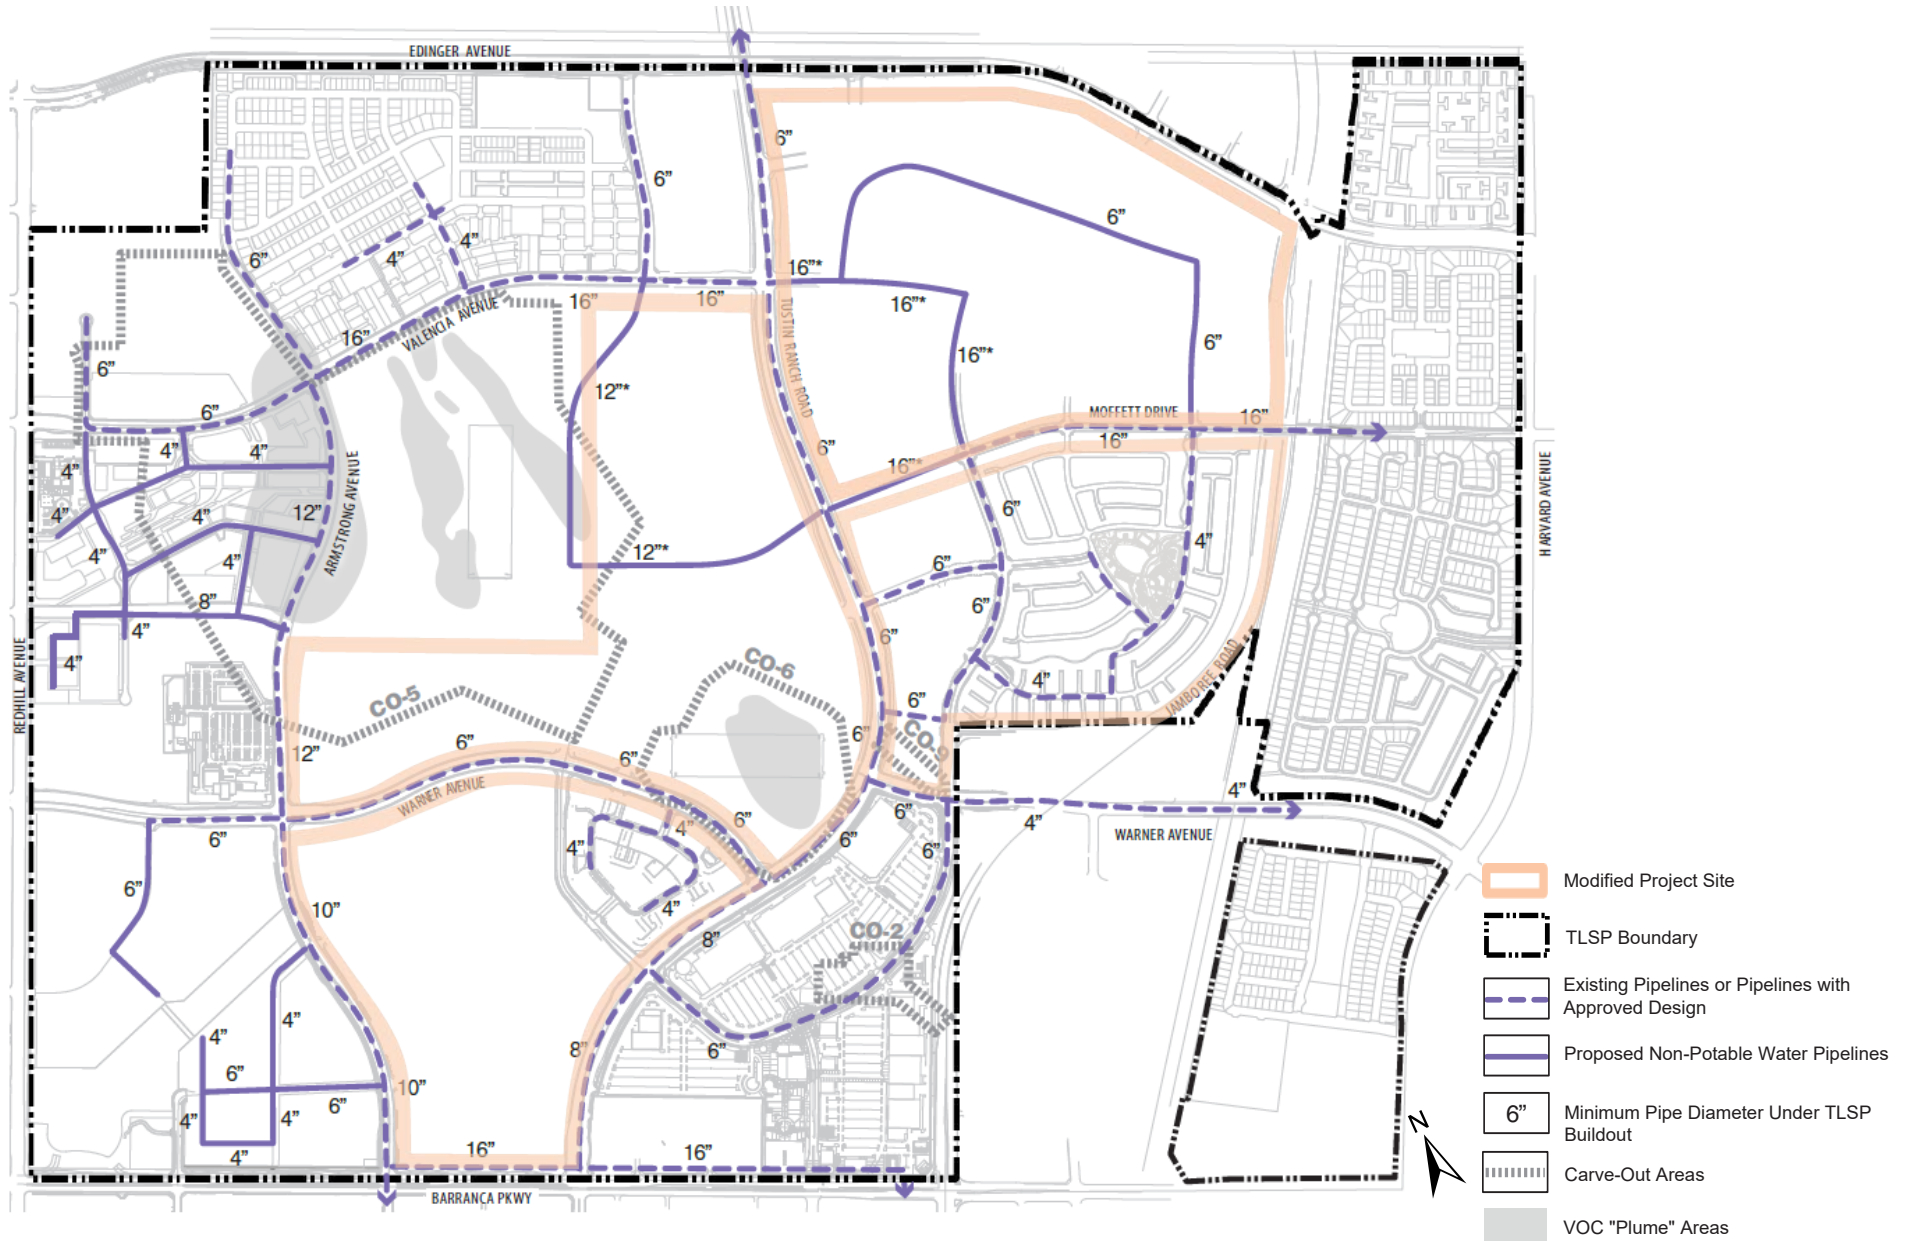 EDINGER AVENUE
6”
6”
6”
4”
4”
6”
16”*
16”*
16”
16”
VALENCIA AVENUE
16”
TUSTIN RANCH ROAD
16”*
6”
6”
12”*
6”
4”
4”
MOFFETT DRIVE
16”
16”
6”
16”*
4”
4”
12”
ARMSTRONG AVENUE
4”
4”
4”
6”
4”
12”*
6”
HARVARD AVENUE
8”
4”
4”
6”
6”
REDHILL AVENUE
CO-6
CO-5
4”
JAMBOREE ROAD
6”
6”
CO-9
12”
6”
6”
WARNER AVENUE
4”
6”
6”
4”
4”
6”
6”
6”
4”
WARNER AVENUE
6”
4”
10”
8”
CO-2
4”
4”
6”
8”
6”
10”
4”
4”
6”
4”
16”
16”
BARRANCA PKWY
Modified Project Site
TLSP Boundary
Existing Pipelines or Pipelines with
Approved Design
Proposed Non-Potable Water Pipelines
6”
Minimum Pipe Diameter Under TLSP
Buildout
Carve-Out Areas
VOC "Plume" Areas
N